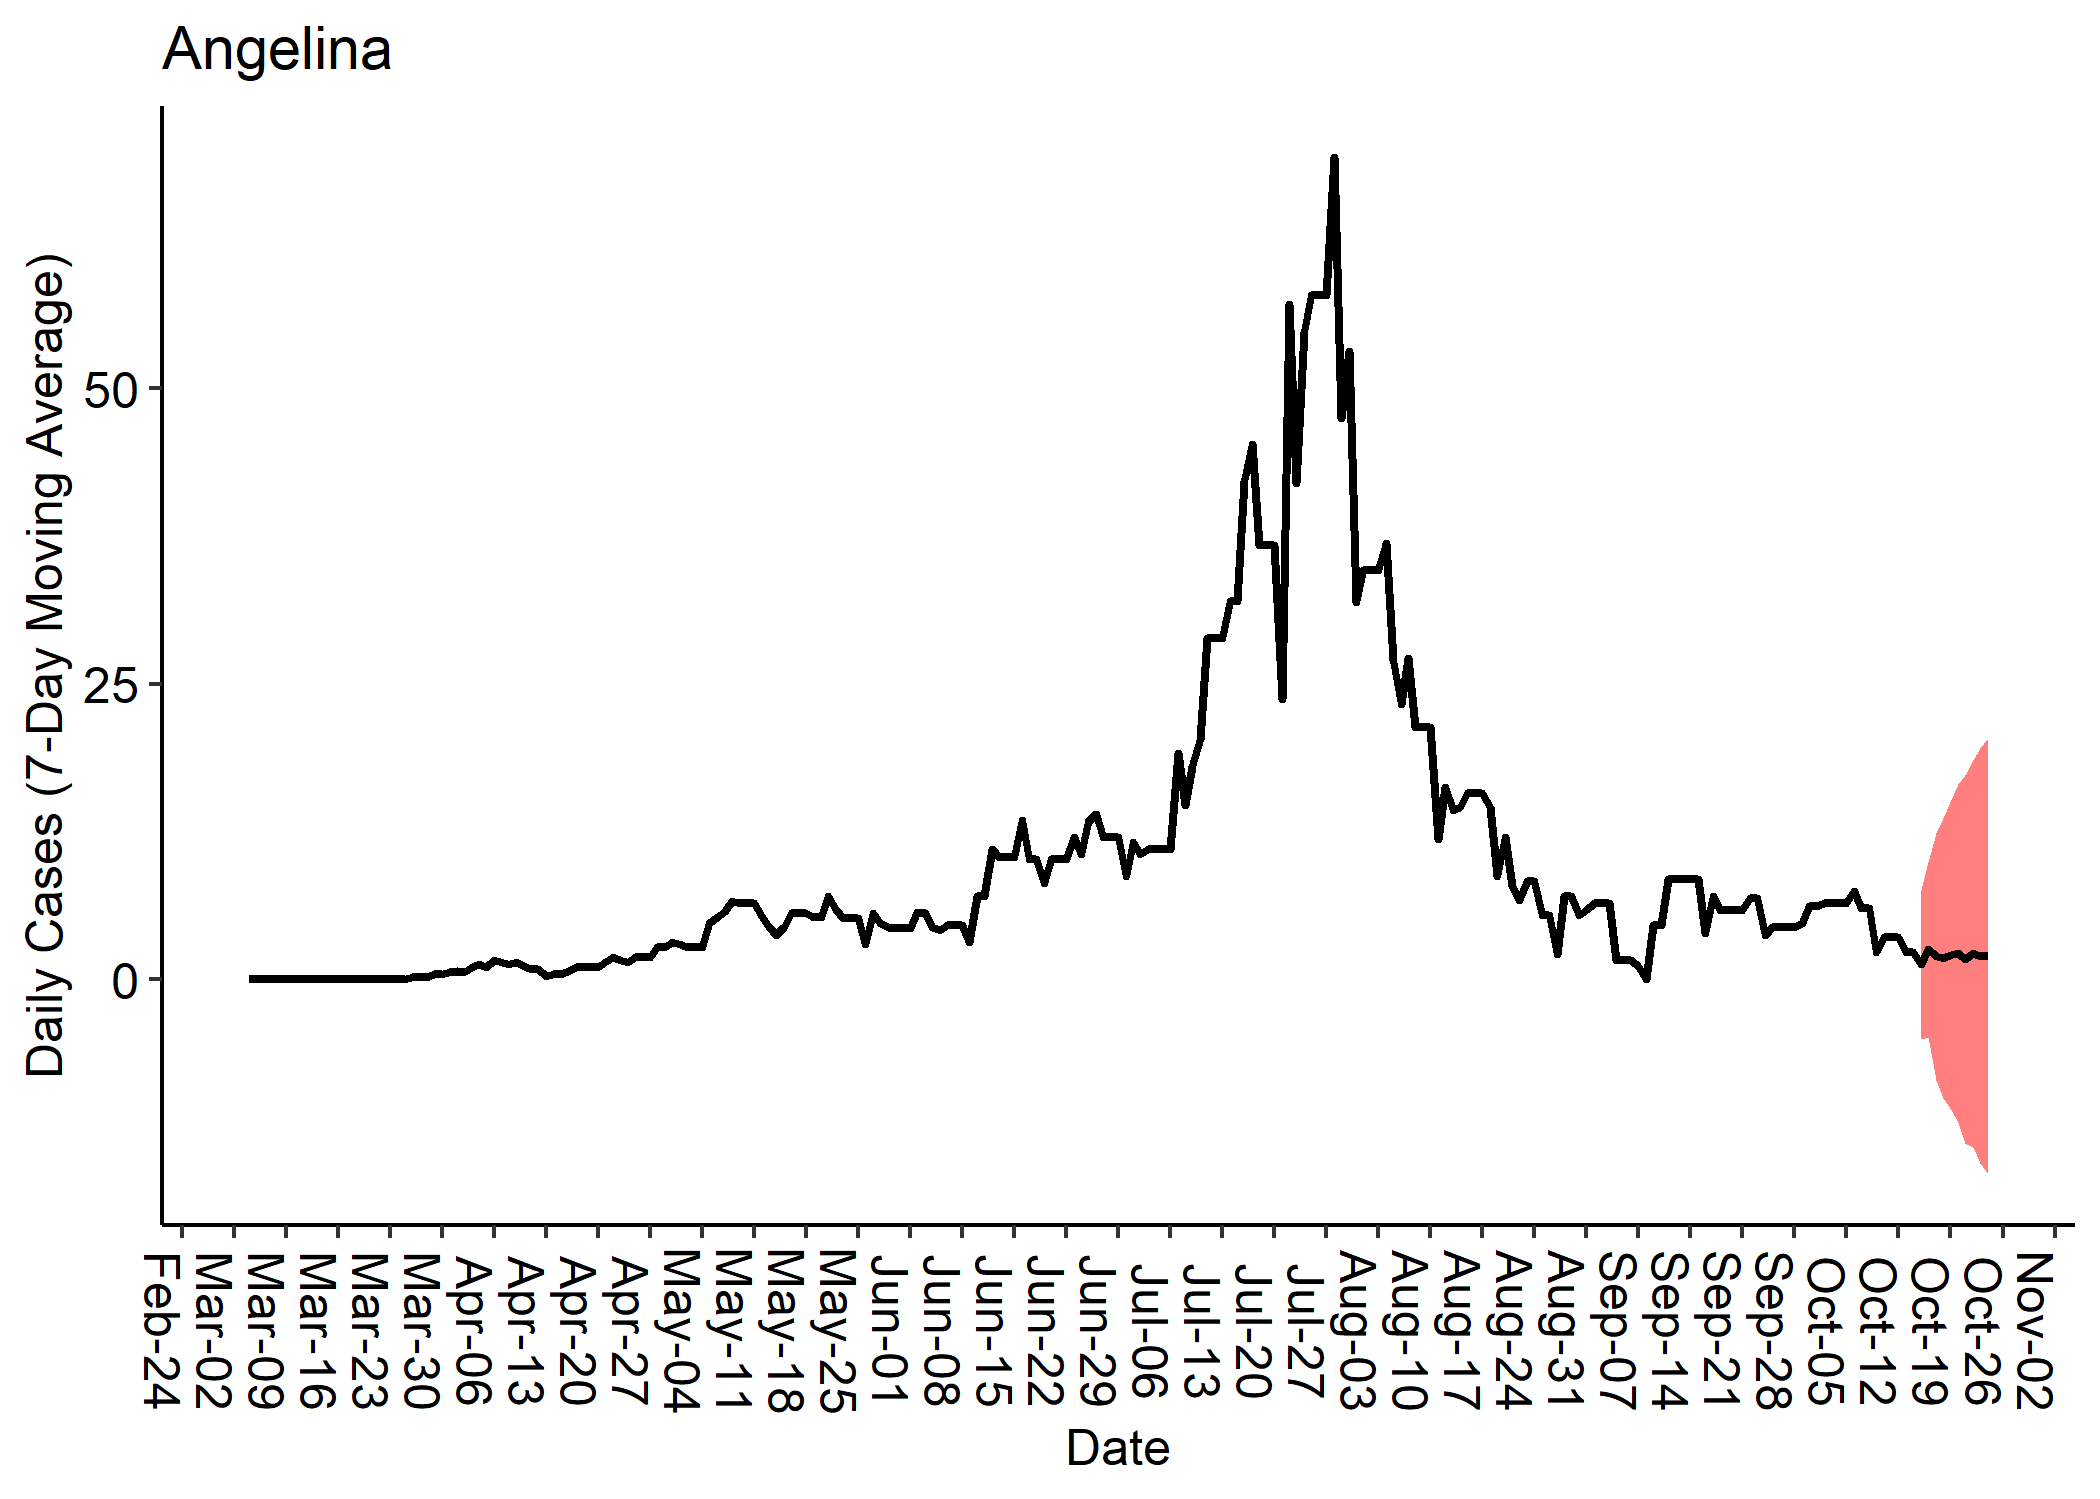 Angelina
Daily Cases (7-Day Moving Average)
50
25
0
Feb-24
Mar-02
Mar-09
Mar-16
Mar-23
Mar-30
Apr-06
Apr-13
Apr-20
Apr-27
May-04
May-11
May-18
May-25
Jun-01
Jun-08
Jun-15
Jun-22
Jun-29
Jul-06
Jul-13
Jul-20
Jul-27
Aug-03
Aug-10
Aug-17
Aug-24
Aug-31
Sep-07
Sep-14
Sep-21
Sep-28
Oct-05
Oct-12
Oct-19
Oct-26
Nov-02
Date